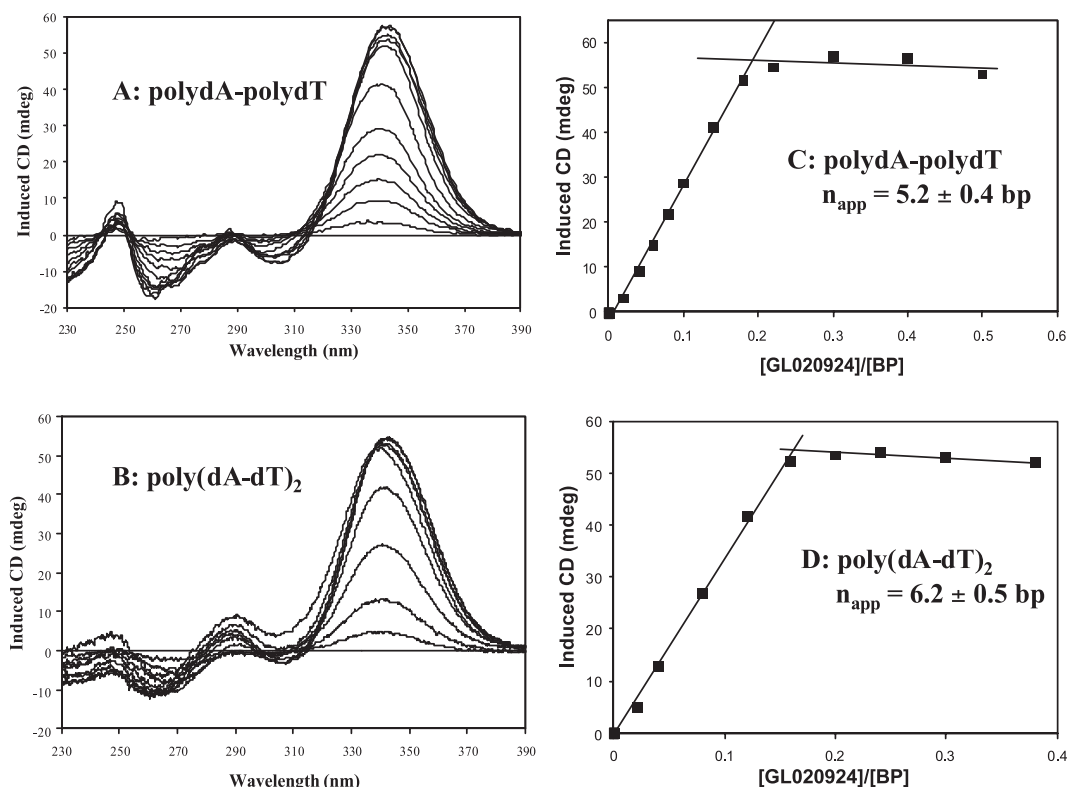 60
50
40
30
20
10
0
-10
-20
Induced CD (mdeg)
A: polydA-polydT
230 250 270 290 310 330 350 370 390
Wavelength (nm)
60
50
40
30
20
10
0
Induced CD (mdeg)
C: polydA-polydT
n_app = 5.2 ± 0.4 bp
0 0.1 0.2 0.3 0.4 0.5 0.6
[GL020924]/[BP]
60
50
40
30
20
10
0
-10
-20
Induced CD (mdeg)
B: poly(dA-dT)₂
230 250 270 290 310 330 350 370 390
Wavelength (nm)
60
50
40
30
20
10
0
Induced CD (mdeg)
D: poly(dA-dT)₂
n_app = 6.2 ± 0.5 bp
0 0.1 0.2 0.3 0.4
[GL020924]/[BP]